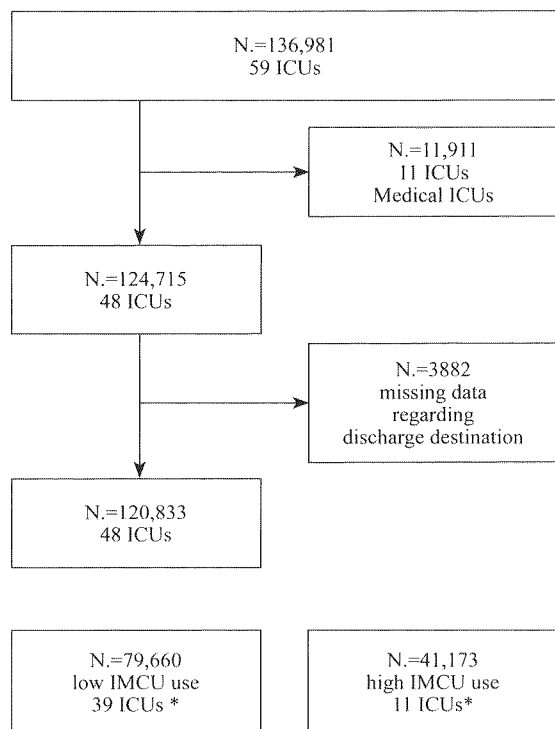 N.=136,981
59 ICUs
N.=11,911
11 ICUs
Medical ICUs
N.=124,715
48 ICUs
N.=3882
missing data
regarding
discharge destination
N.=120,833
48 ICUs
N.=79,660
low IMCU use
39 ICUs *
N.=41,173
high IMCU use
11 ICUs*